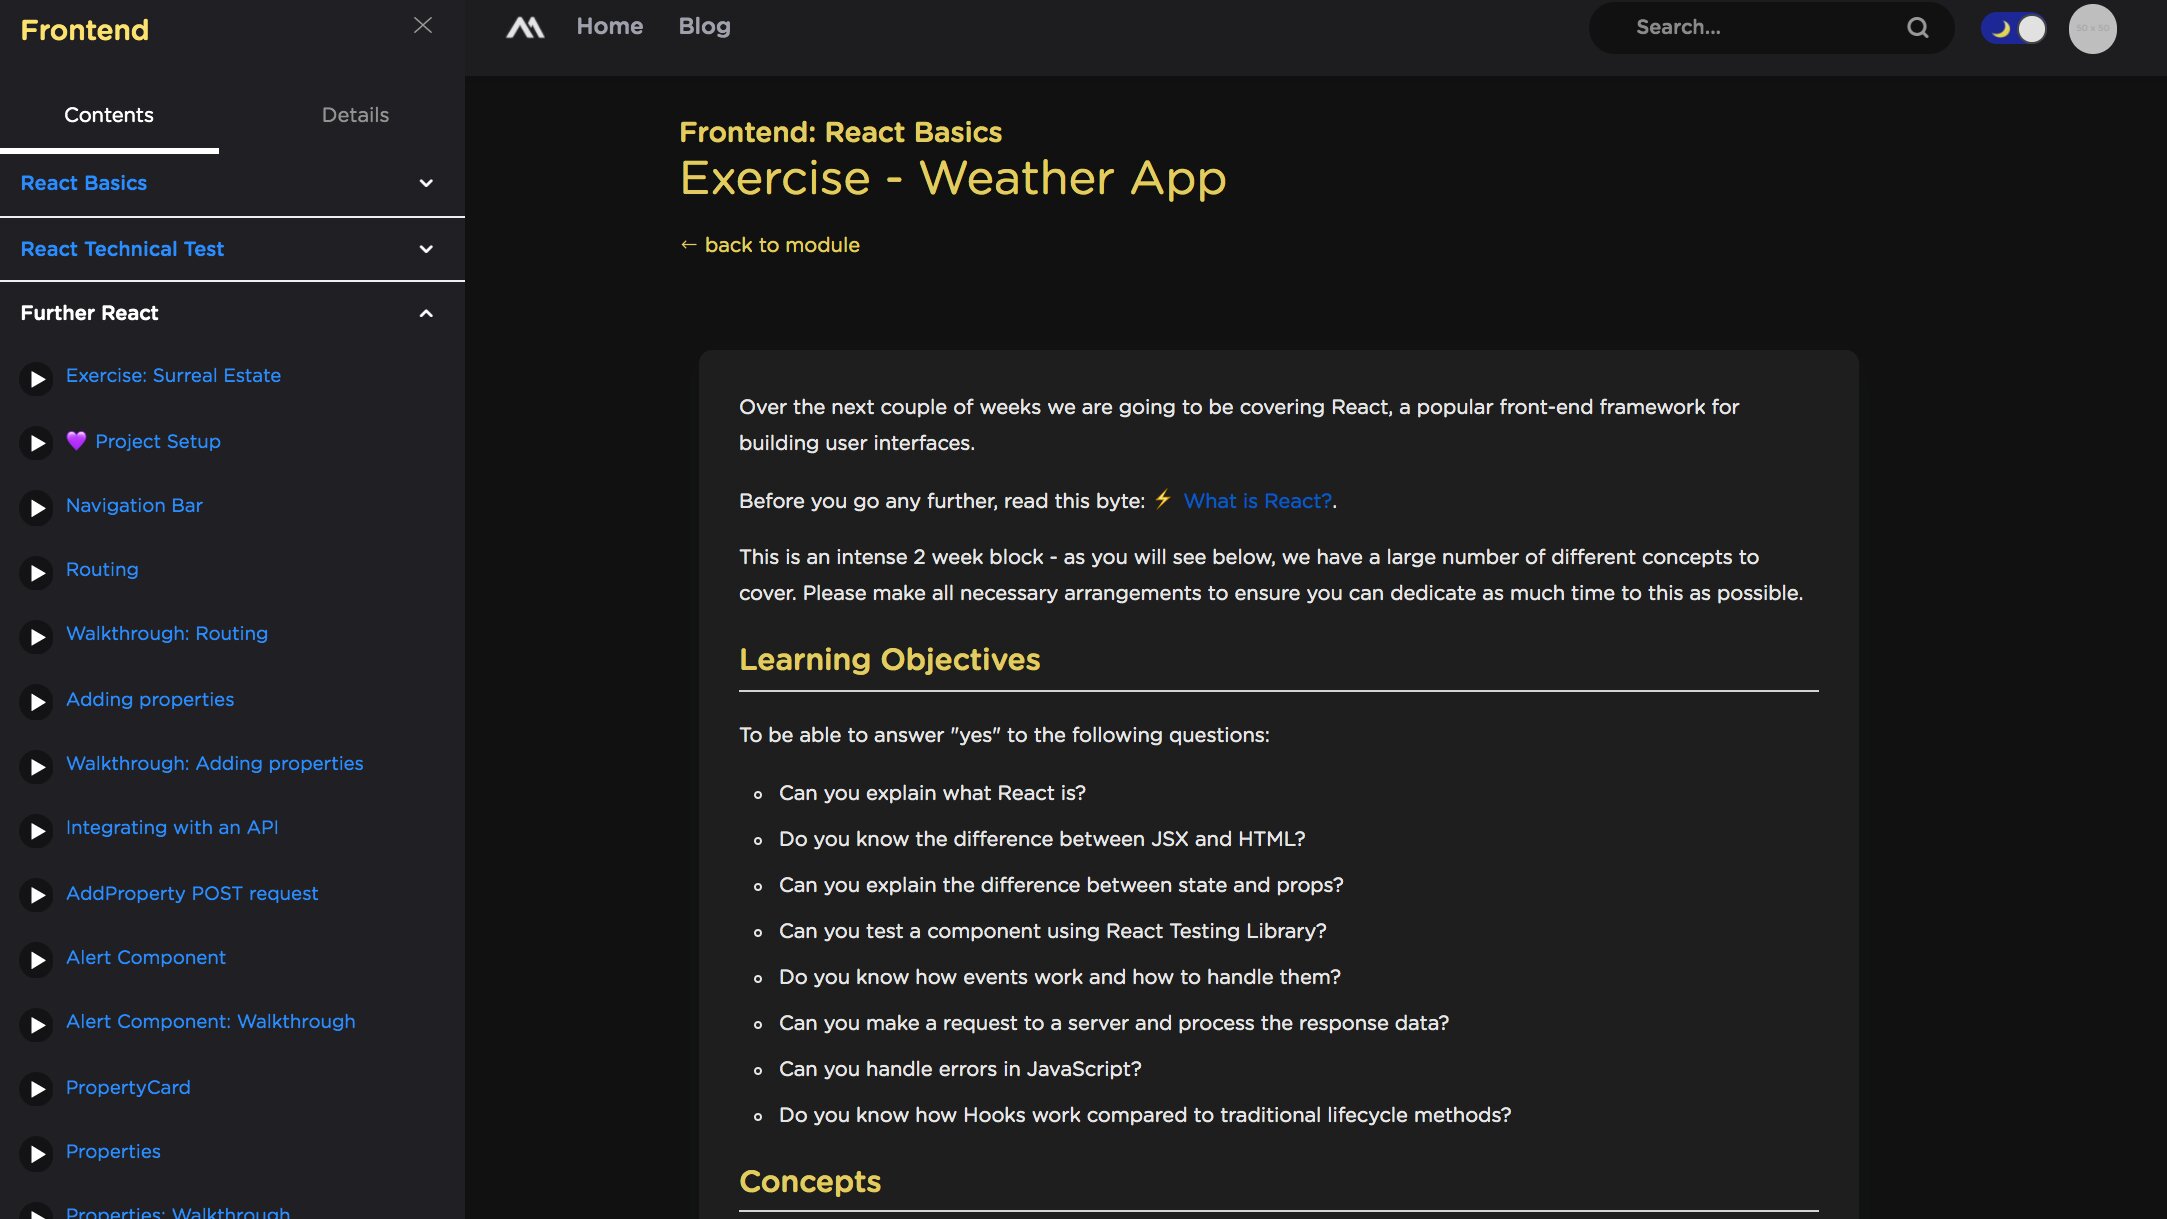 Frontend
Contents
Details
React Basics
React Technical Test
Further React
Exercise: Surreal Estate
💜 Project Setup
Navigation Bar
Routing
Walkthrough: Routing
Adding properties
Walkthrough: Adding properties
Integrating with an API
AddProperty POST request
Alert Component
Alert Component: Walkthrough
PropertyCard
Properties
Properties: Walkthrough
Home
Blog
Search...
50 x 50
Frontend: React Basics
Exercise - Weather App
← back to module
Over the next couple of weeks we are going to be covering React, a popular front-end framework for
building user interfaces.
Before you go any further, read this byte: ⚡ What is React?.
This is an intense 2 week block - as you will see below, we have a large number of different concepts to
cover. Please make all necessary arrangements to ensure you can dedicate as much time to this as possible.
Learning Objectives
To be able to answer "yes" to the following questions:
Can you explain what React is?
Do you know the difference between JSX and HTML?
Can you explain the difference between state and props?
Can you test a component using React Testing Library?
Do you know how events work and how to handle them?
Can you make a request to a server and process the response data?
Can you handle errors in JavaScript?
Do you know how Hooks work compared to traditional lifecycle methods?
Concepts